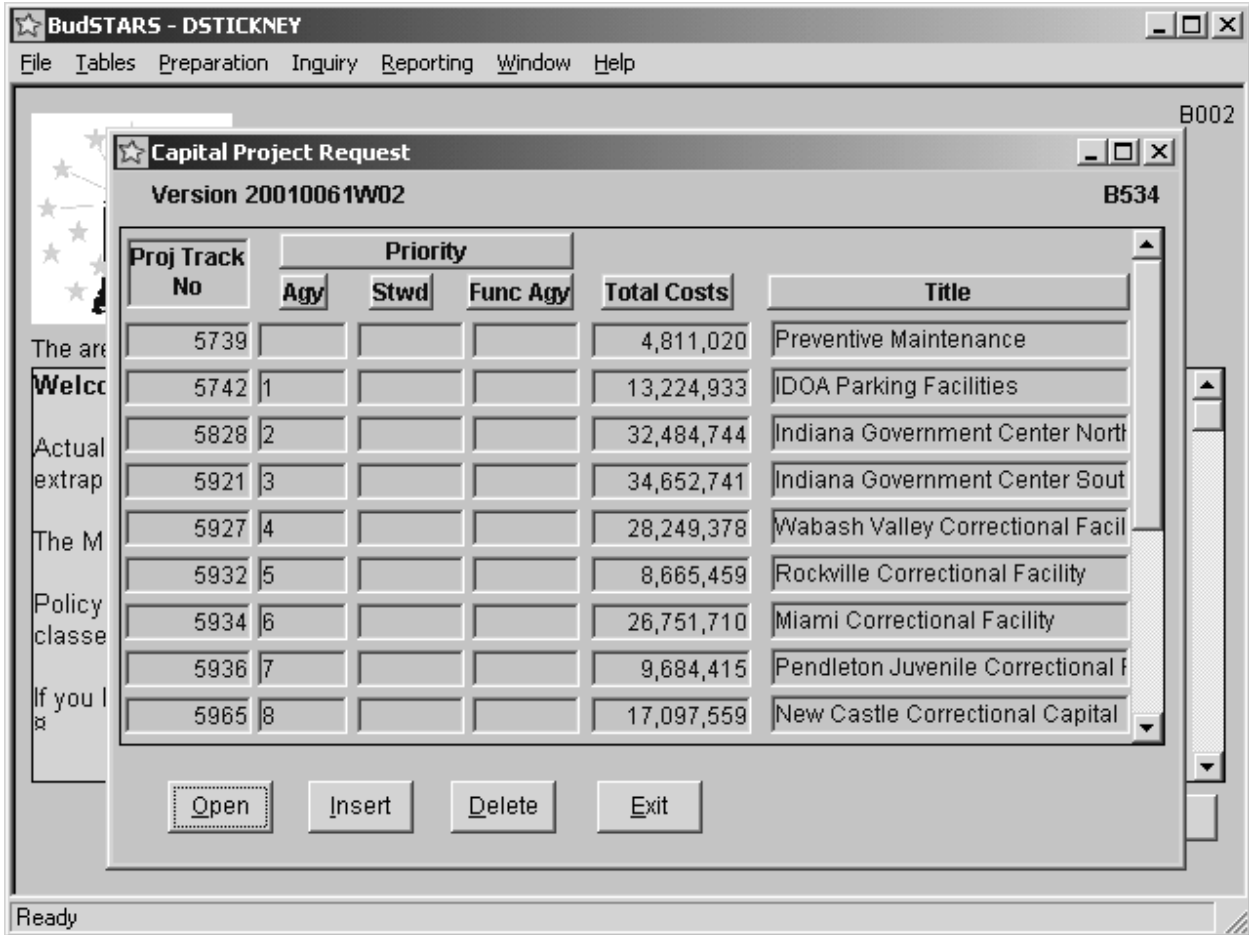 BudSTARS - DSTICKNEY
File Tables Preparation Inquiry Reporting Window Help
B002
Capital Project Request
Version 20010061W02 B534
Proj Track No Priority
Agy Stwd Func Agy Total Costs Title
5739 4,811,020 Preventive Maintenance
5742 1 13,224,933 IDOA Parking Facilities
5828 2 32,484,744 Indiana Government Center North
5921 3 34,652,741 Indiana Government Center Sout
5927 4 28,249,378 Wabash Valley Correctional Facil
5932 5 8,665,459 Rockville Correctional Facility
5934 6 26,751,710 Miami Correctional Facility
5936 7 9,684,415 Pendleton Juvenile Correctional F
5965 8 17,097,559 New Castle Correctional Capital
The are
Welco
Actual
extrap
The M
Policy
classe
If you l
¤
Open Insert Delete Exit
Ready